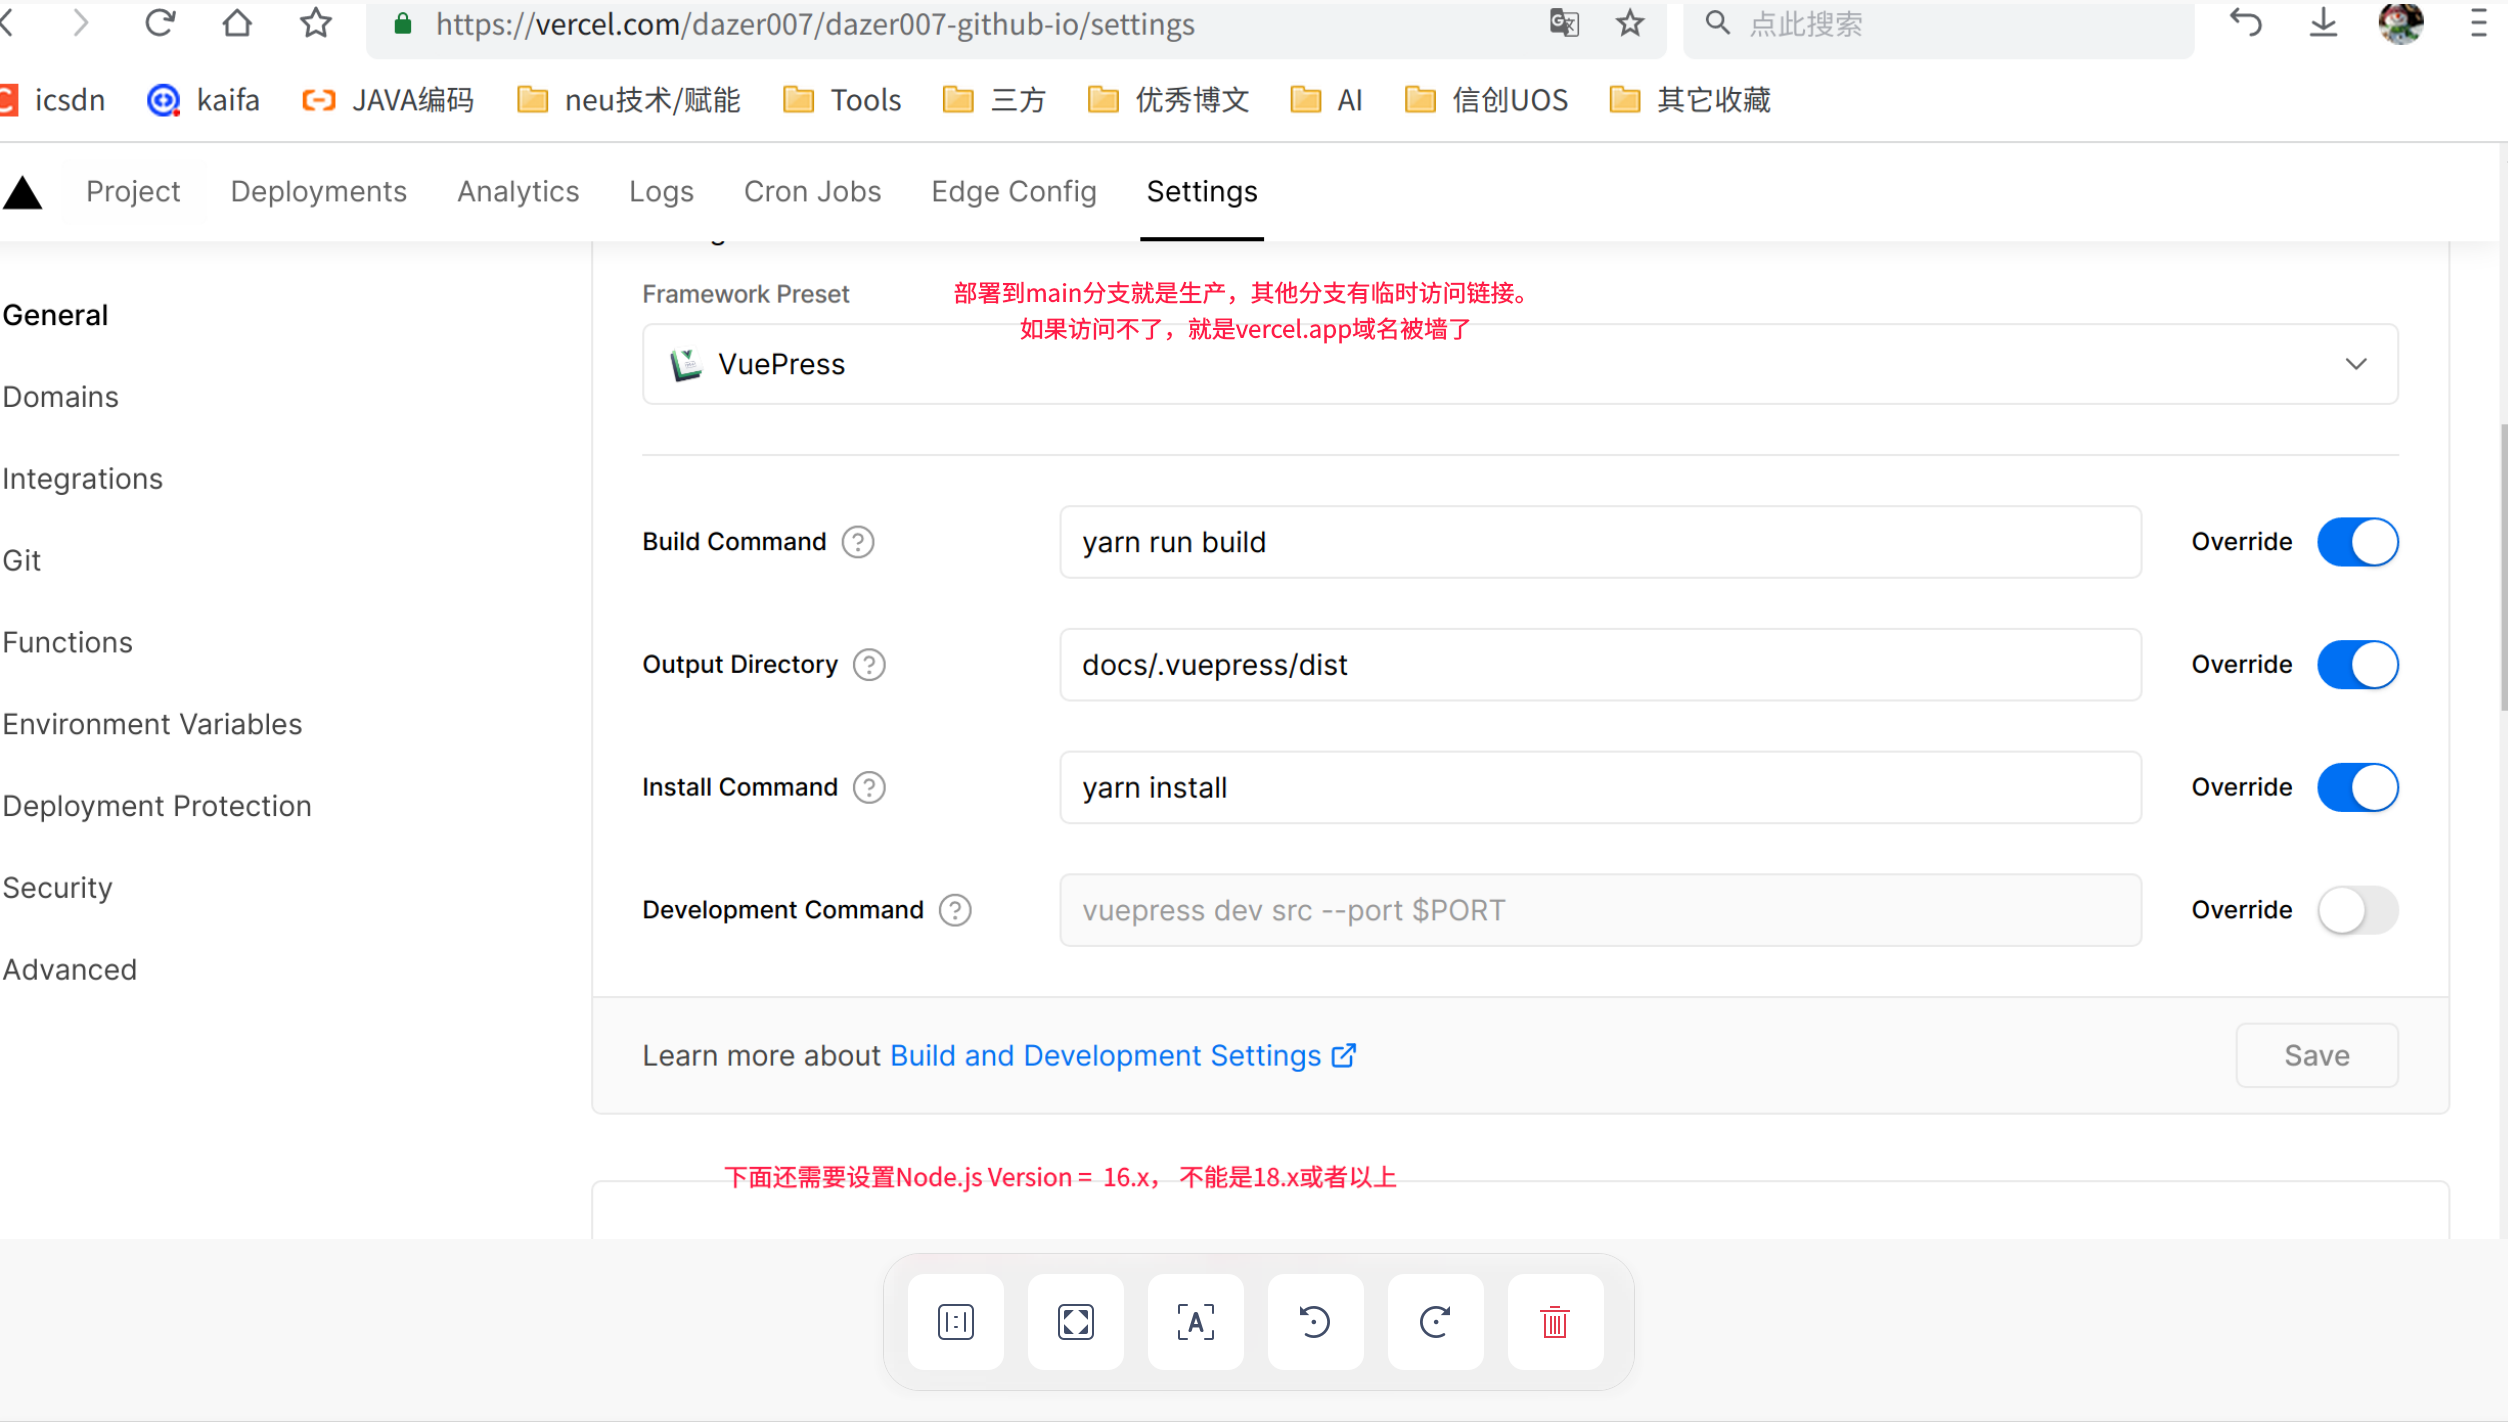 https://vercel.com/dazer007/dazer007-github-io/settings
点此搜索
icsdn kaifa JAVA编码 neu技术/赋能 Tools 三方 优秀博文 AI 信创UOS 其它收藏
Project Deployments Analytics Logs Cron Jobs Edge Config Settings
General
Domains
Integrations
Git
Functions
Environment Variables
Deployment Protection
Security
Advanced
Framework Preset
部署到main分支就是生产，其他分支有临时访问链接。
如果访问不了，就是vercel.app域名被墙了
VuePress
Build Command ? yarn run build Override
Output Directory ? docs/.vuepress/dist Override
Install Command ? yarn install Override
Development Command ? vuepress dev src --port $PORT Override
Learn more about Build and Development Settings
Save
下面还需要设置Node.js Version = 16.x， 不能是18.x或者以上